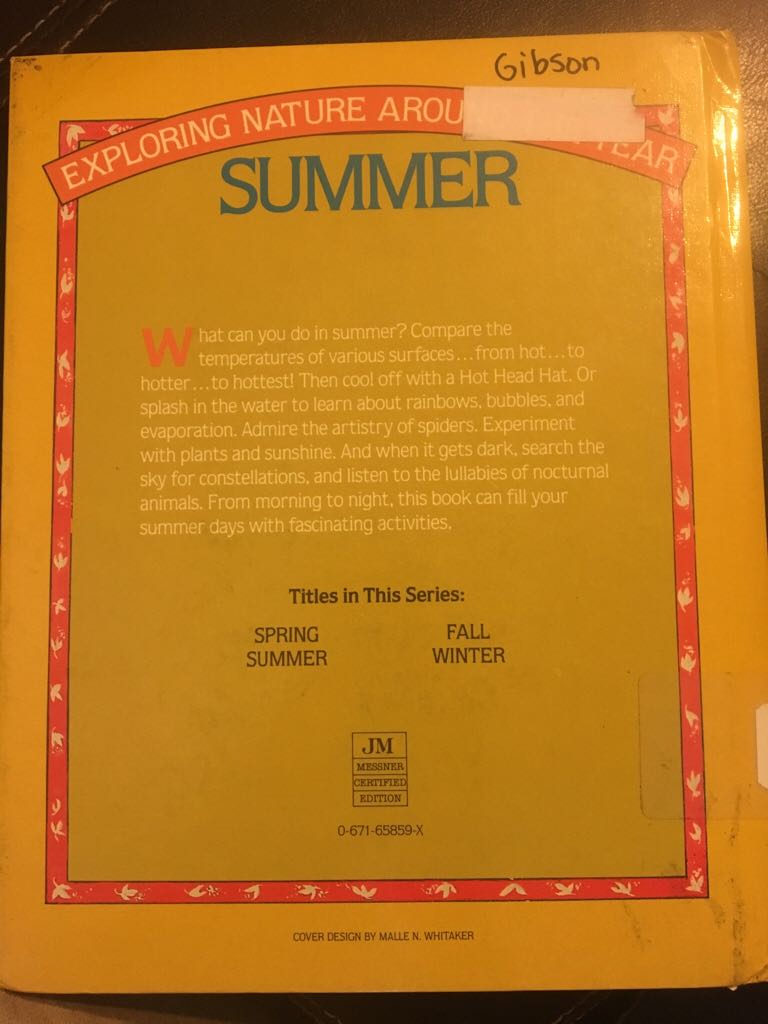 Gibson
EXPLORING NATURE AROU YEAR
SUMMER
What can you do in summer? Compare the
temperatures of various surfaces...from hot...to
hotter...to hottest! Then cool off with a Hot Head Hat. Or
splash in the water to learn about rainbows, bubbles, and
evaporation. Admire the artistry of spiders. Experiment
with plants and sunshine. And when it gets dark, search the
sky for constellations, and listen to the lullabies of nocturnal
animals. From morning to night, this book can fill your
summer days with fascinating activities.
Titles in This Series:
SPRING FALL
SUMMER WINTER
JM
MESSNER
CERTIFIED
EDITION
0-671-65859-X
COVER DESIGN BY MALLE N. WHITAKER